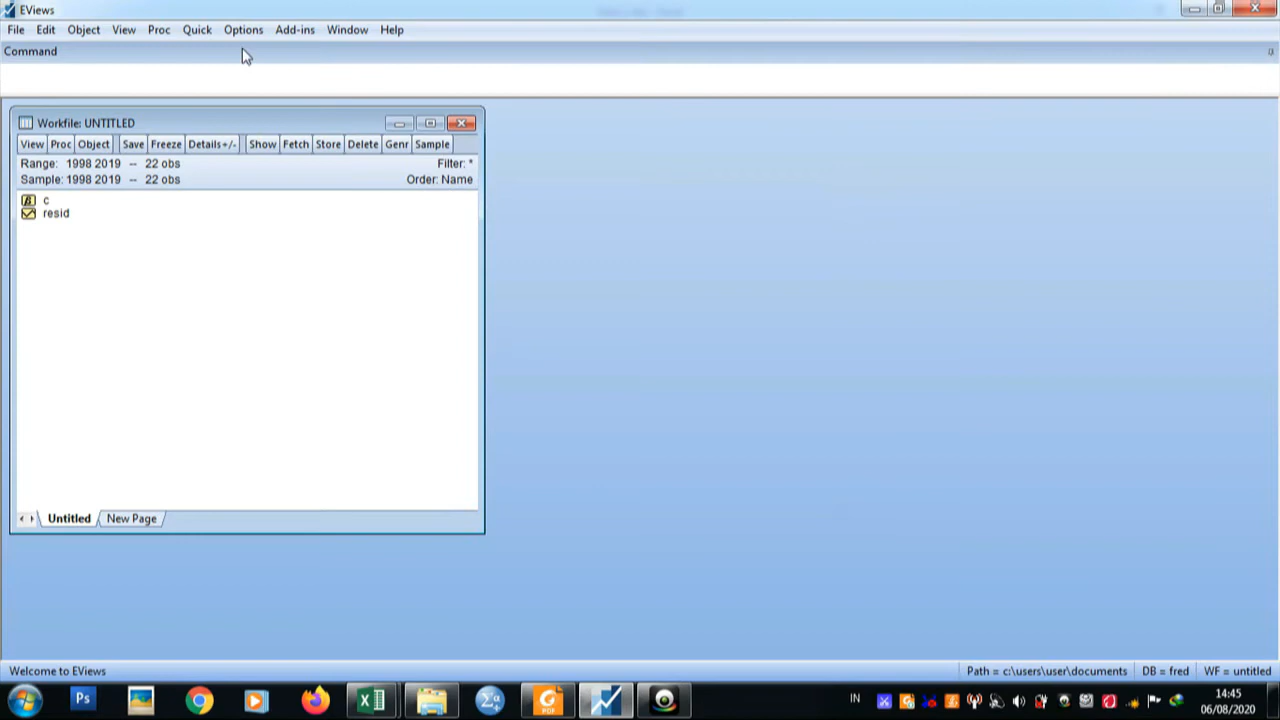 EViews
File Edit Object View Proc Quick Options Add-ins Window Help
Command
Workfile: UNTITLED
View Proc Object Save Freeze Details+/- Show Fetch Store Delete Genr Sample
Range: 1998 2019 -- 22 obs Filter: *
Sample: 1998 2019 -- 22 obs Order: Name
β c
resid
Untitled New Page
Welcome to EViews Path = c:\users\user\documents DB = fred WF = untitled
Ps
PDF
IN
14:45
06/08/2020